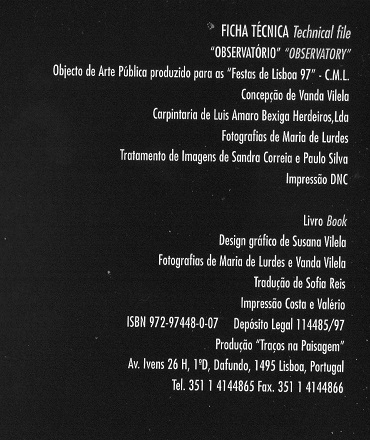 FICHA TÉCNICA Technical file
"OBSERVATÓRIO" "OBSERVATORY"
Objecto de Arte Pública produzido para as "Festas de Lisboa 97" - C.M.L.
Concepção de Vanda Vilela
Carpintaria de Luis Amaro Bexiga Herdeiros,Lda
Fotografias de Maria de Lurdes
Tratamento de Imagens de Sandra Correia e Paulo Silva
Impressão DNC
Livro Book
Design gráfico de Susana Vilela
Fotografias de Maria de Lurdes e Vanda Vilela
Tradução de Sofia Reis
Impressão Costa e Valério
ISBN 972-97448-0-07 Depósito Legal 114485/97
Produção "Traços na Paisagem"
Av. Ivens 26 H, 1ºD, Dafundo, 1495 Lisboa, Portugal
Tel. 351 1 4144865 Fax. 351 1 4144866